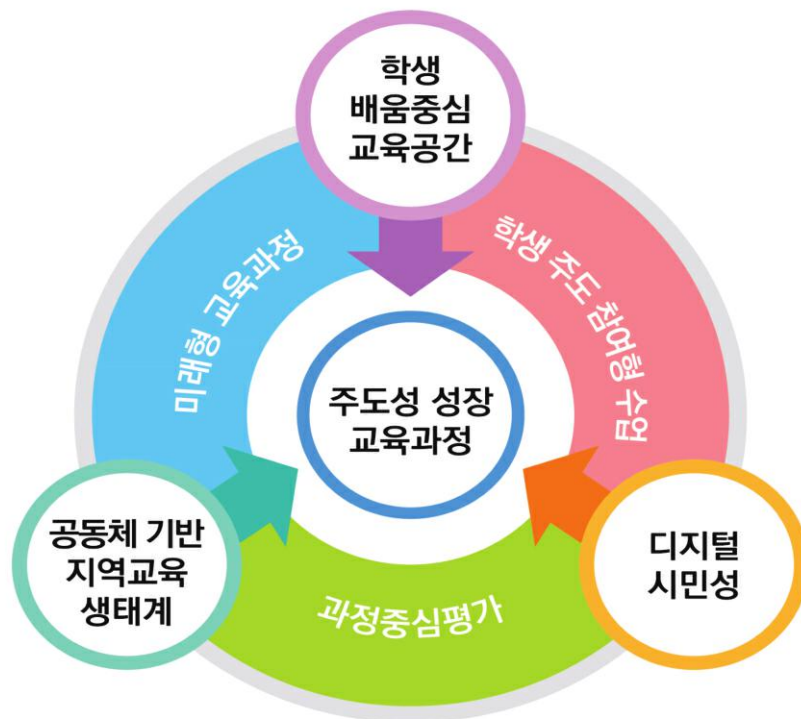 학생
배움중심
교육공간
미래형 교육과정
학생 주도 참여형 수업
주도성 성장
교육과정
공동체 기반
지역교육
생태계
디지털
시민성
과정중심평가